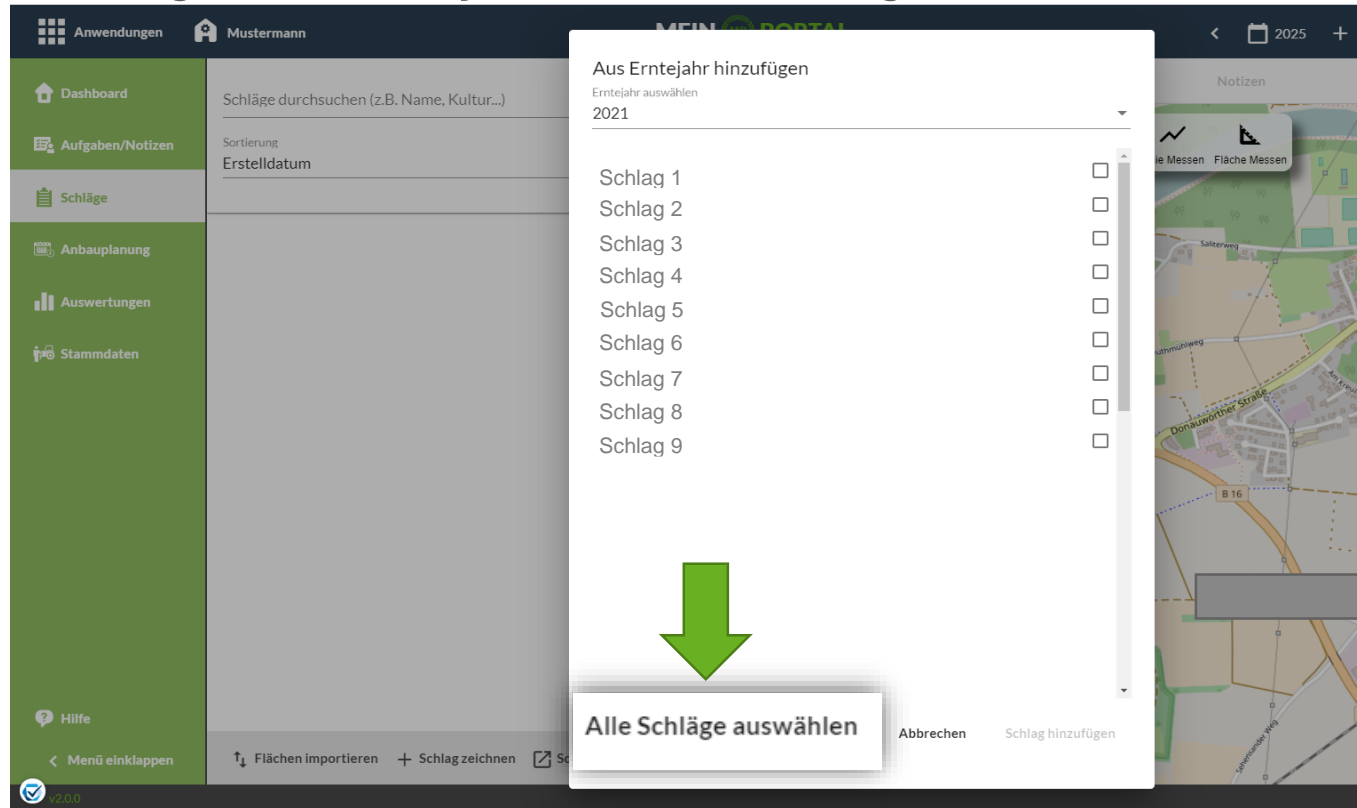 Anwendungen
Mustermann
2025
Dashboard
Aufgaben/Notizen
Schläge
Anbauplanung
Auswertungen
Stammdaten
Hilfe
Menü einklappen
v2.0.0
Schläge durchsuchen (z.B. Name, Kultur...)
Sortierung
Erstelldatum
Flächen importieren
Schlag zeichnen
Aus Erntejahr hinzufügen
Erntejahr auswählen
2021
Schlag 1
Schlag 2
Schlag 3
Schlag 4
Schlag 5
Schlag 6
Schlag 7
Schlag 8
Schlag 9
Alle Schläge auswählen
Abbrechen
Schlag hinzufügen
Notizen
Messen
Fläche Messen
Saliterweg
Donauwörther Straße
B 16
Sehensander Weg